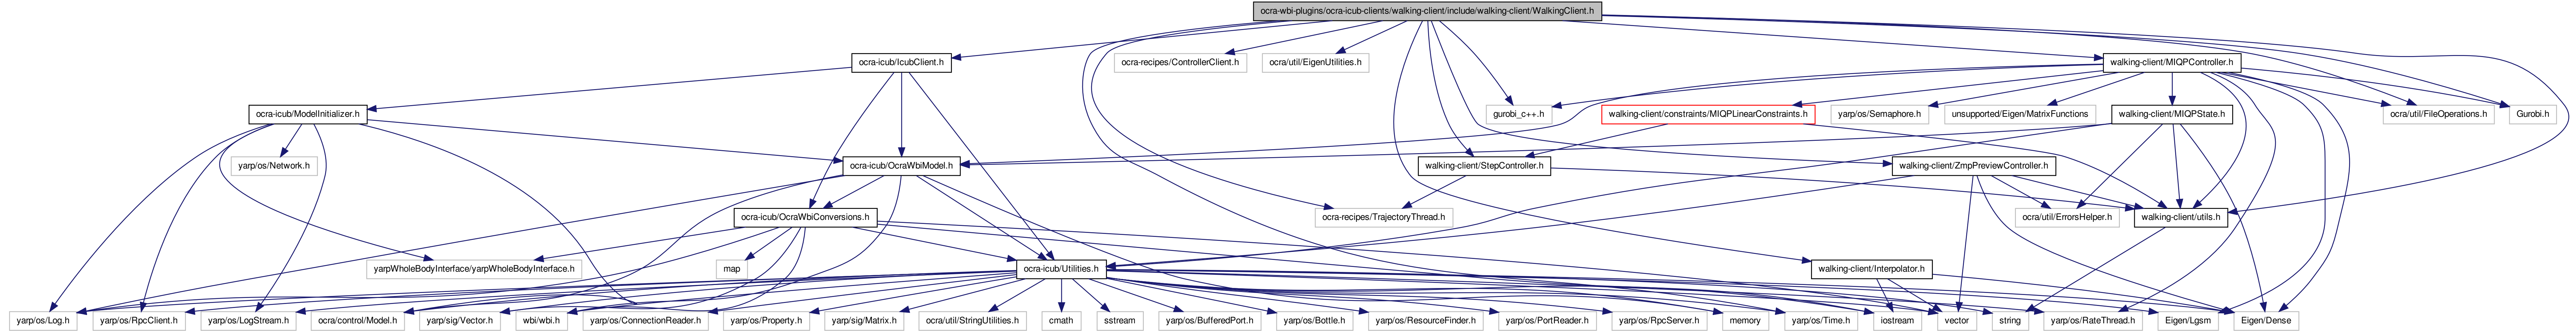 ocra-wbi-plugins/ocra-icub-clients/walking-client/include/walking-client/WalkingClient.h
ocra-icub/IcubClient.h
ocra-recipes/ControllerClient.h
ocra/util/EigenUtilities.h
walking-client/MIQPController.h
ocra-icub/ModelInitializer.h
gurobi_c++.h
walking-client/constraints/MIQPLinearConstraints.h
yarp/os/Semaphore.h
unsupported/Eigen/MatrixFunctions
walking-client/MIQPState.h
ocra/util/FileOperations.h
Gurobi.h
yarp/os/Network.h
ocra-icub/OcraWbiModel.h
walking-client/StepController.h
walking-client/ZmpPreviewController.h
ocra-icub/OcraWbiConversions.h
ocra-recipes/TrajectoryThread.h
ocra/util/ErrorsHelper.h
walking-client/utils.h
yarpWholeBodyInterface/yarpWholeBodyInterface.h
map
ocra-icub/Utilities.h
walking-client/Interpolator.h
yarp/os/Log.h
yarp/os/RpcClient.h
yarp/os/LogStream.h
ocra/control/Model.h
yarp/sig/Vector.h
wbi/wbi.h
yarp/os/ConnectionReader.h
yarp/os/Property.h
yarp/sig/Matrix.h
ocra/util/StringUtilities.h
cmath
sstream
yarp/os/BufferedPort.h
yarp/os/Bottle.h
yarp/os/ResourceFinder.h
yarp/os/PortReader.h
yarp/os/RpcServer.h
memory
yarp/os/Time.h
iostream
vector
string
yarp/os/RateThread.h
Eigen/Lgsm
Eigen/Dense